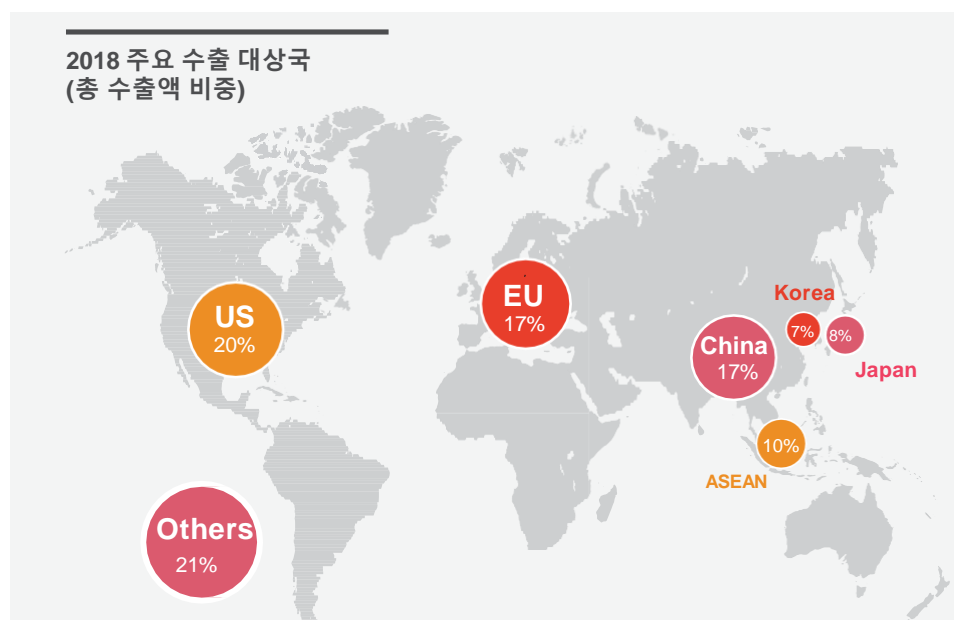 2018 주요 수출 대상국
(총 수출액 비중)
US
20%
EU
17%
Korea
7%
8%
Japan
China
17%
10%
ASEAN
Others
21%